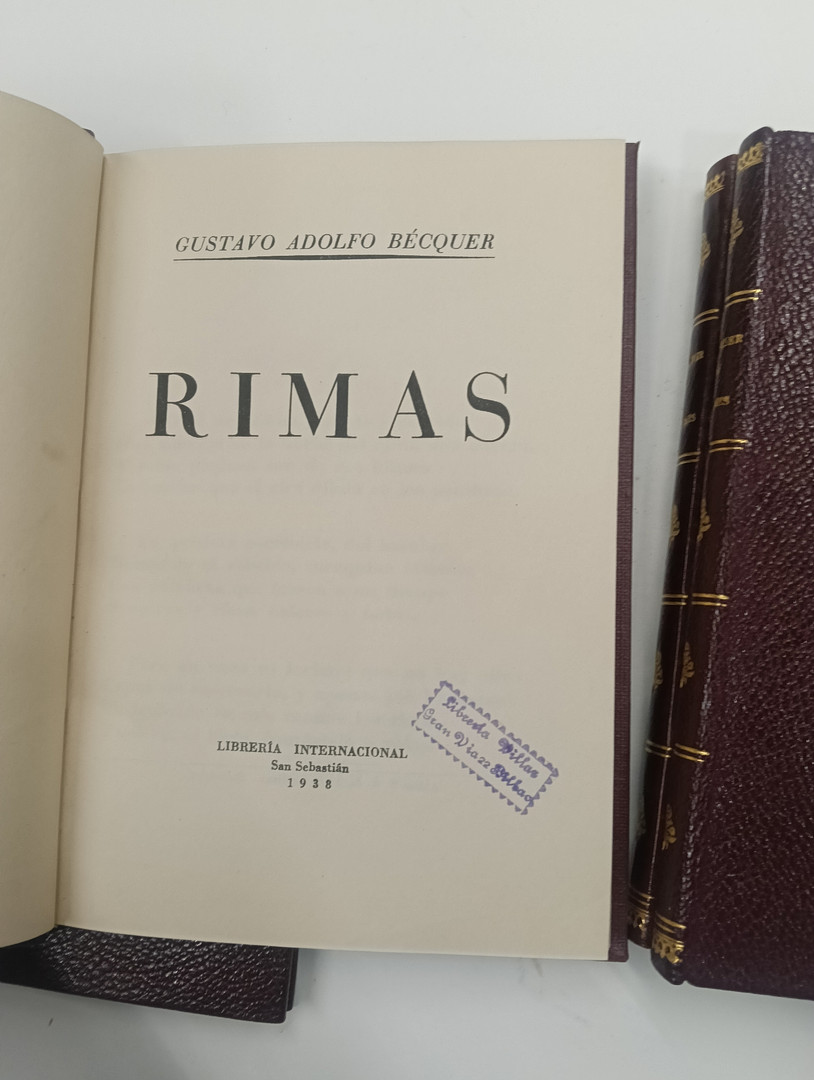 GUSTAVO ADOLFO BÉCQUER
RIMAS
LIBRERÍA INTERNACIONAL
San Sebastián
1938
Librería Villar
Gran Vía 22 Bilbao